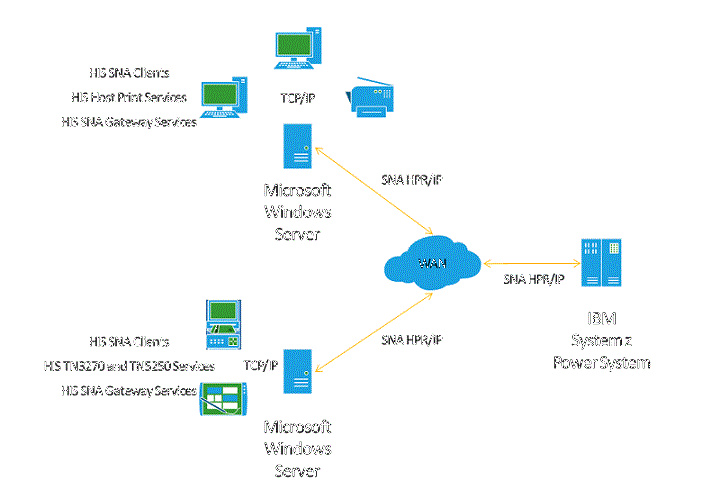 HIS SNA Clients
HIS Host Print Services
HIS SNA Gateway Services
TCP/IP
Microsoft
Windows
Server
SNA HPR/IP
WAN
SNA HPR/IP
IBM
System z
Power System
SNA HPR/IP
HIS SNA Clients
HIS TN3270 and TN5250 Services
HIS SNA Gateway Services
TCP/IP
Microsoft
Windows
Server